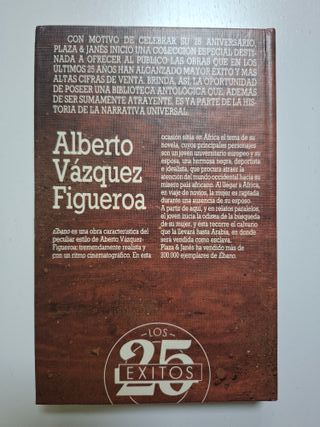 CON MOTIVO DE CELEBRAR SU 25 ANIVERSARIO,
PLAZA & JANÉS INICIO UNA COLECCIÓN ESPECIAL DESTI-
NADA A OFRECER AL PÚBLICO LAS OBRAS QUE EN LOS
ÚLTIMOS 25 AÑOS HAN ALCANZADO MAYOR ÉXITO Y MAS
ALTAS CIFRAS DE VENTA. BRINDA, ASÍ, LA OPORTUNIDAD
DE POSEER UNA BIBLIOTECA ANTOLÓGICA QUE, ADEMÁS
DE SER SUMAMENTE ATRAYENTE, ES YA PARTE DE LA HIS-
TORIA DE LA NARRATIVA UNIVERSAL.
Alberto
Vázquez
Figueroa
Ébano es una obra característica del
peculiar estilo de Alberto Vázquez-
Figueroa: tremendamente realista y
con un ritmo cinematográfico. En esta
ocasión sitúa en África el tema de su
novela, cuyos principales personajes
son un joven universitario europeo y su
esposa, una hermosa negra, deportista
e idealista, que procura atraer la
atención del mundo occidental hacia su
mísero país africano. Al llegar a África,
en viaje de novios, la mujer es raptada
durante una ausencia de su esposo.
A partir de aquí, y en relatos paralelos,
el joven inicia la odisea de la búsqueda
de su mujer, y ésta recorre el calvario
que la llevará hasta Arabia, en donde
será vendida como esclava.
Plaza & Janés ha vendido más de
300.000 ejemplares de Ébano.
LOS
25
EXITOS